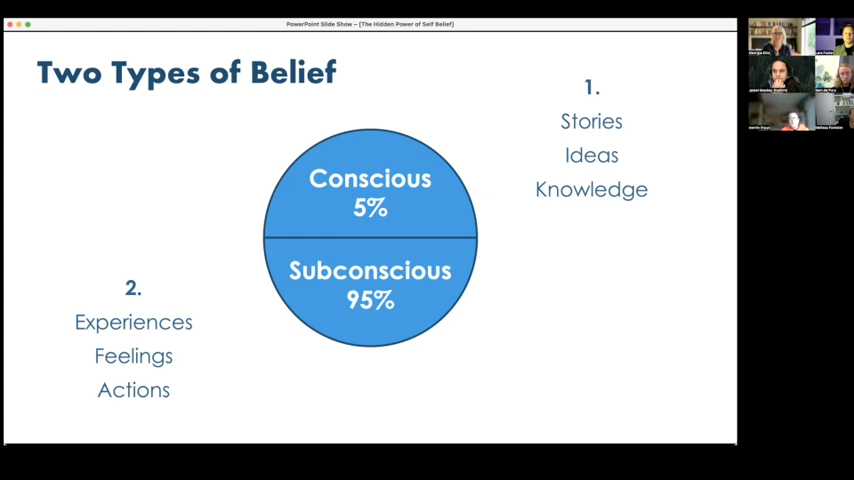 PowerPoint Slide Show – [The Hidden Power of Self Belief]
Two Types of Belief
1.
Stories
Ideas
Knowledge
Conscious
5%
Subconscious
95%
2.
Experiences
Feelings
Actions